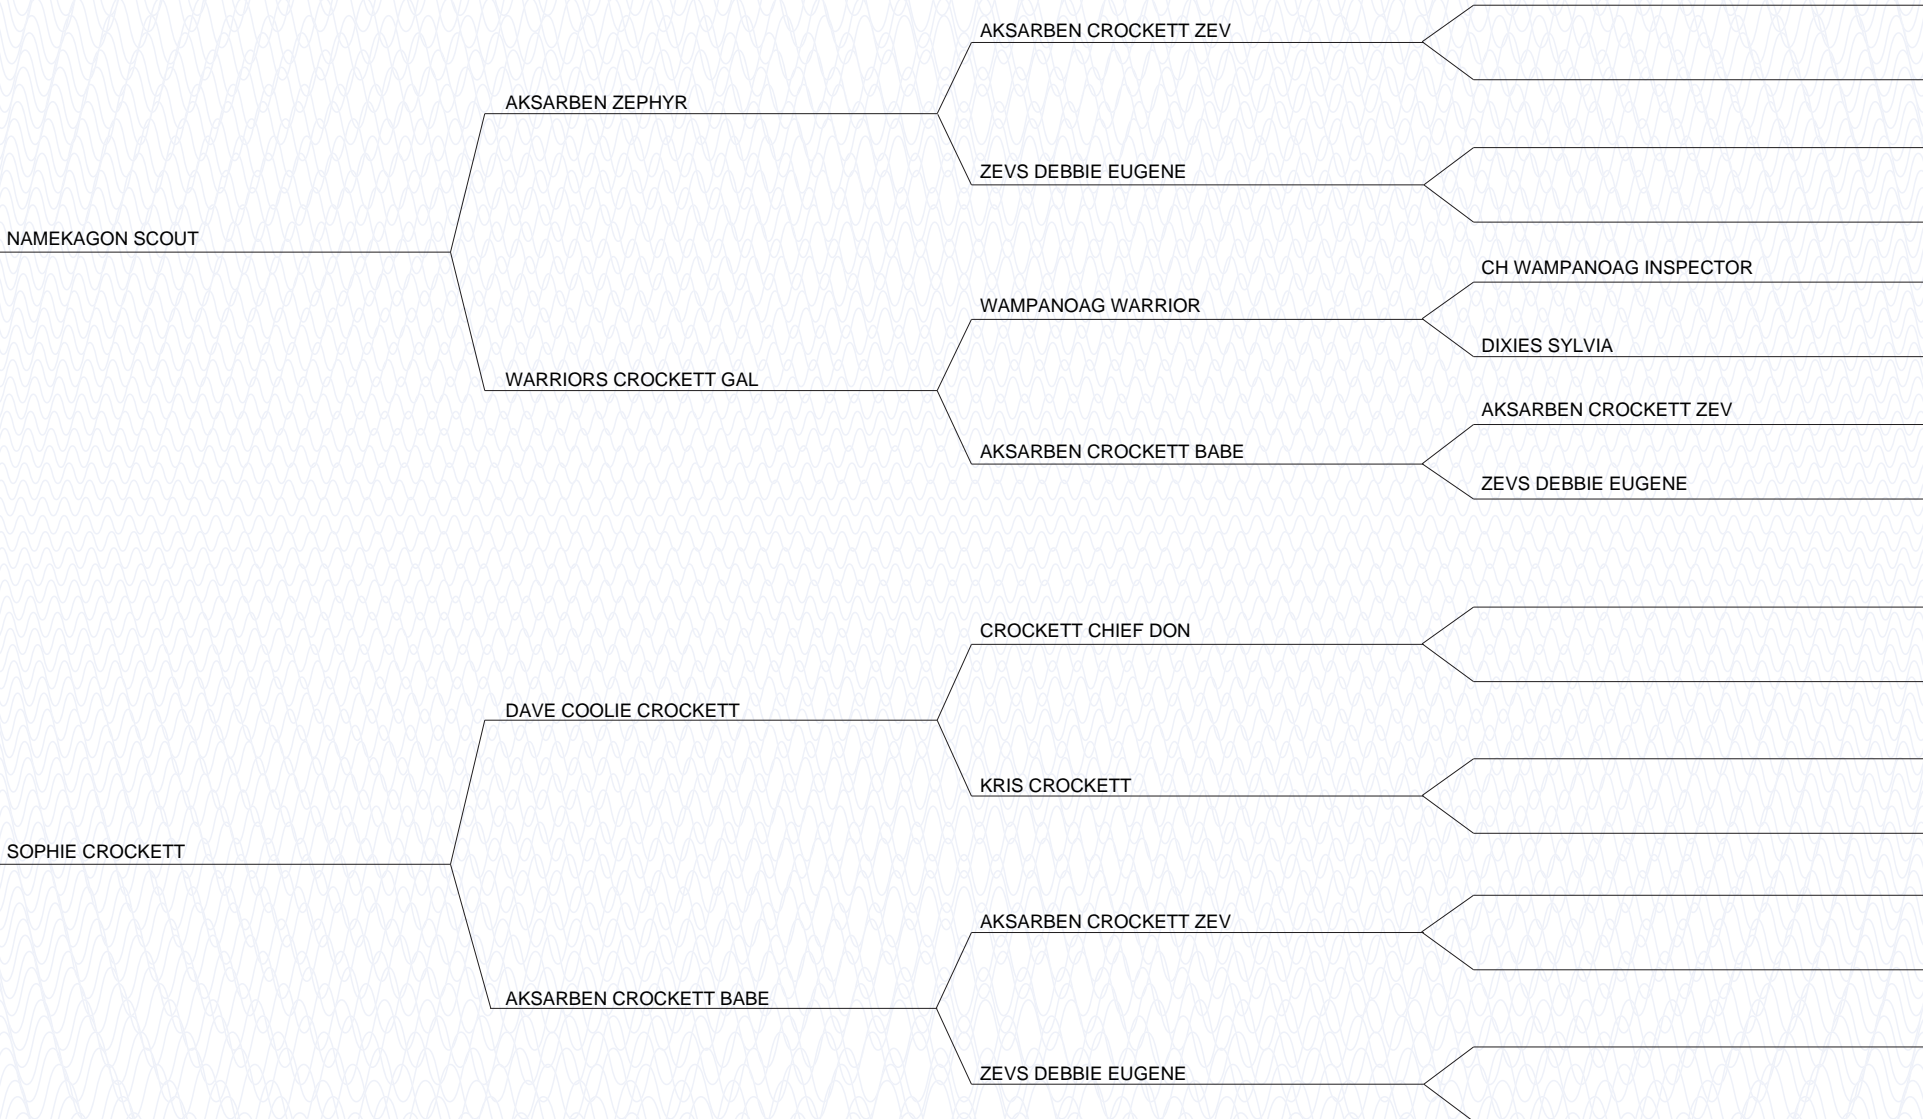 AKSARBEN CROCKETT ZEV
AKSARBEN ZEPHYR
ZEVS DEBBIE EUGENE
NAMEKAGON SCOUT
CH WAMPANOAG INSPECTOR
WAMPANOAG WARRIOR
DIXIES SYLVIA
WARRIORS CROCKETT GAL
AKSARBEN CROCKETT ZEV
AKSARBEN CROCKETT BABE
ZEVS DEBBIE EUGENE
CROCKETT CHIEF DON
DAVE COOLIE CROCKETT
KRIS CROCKETT
SOPHIE CROCKETT
AKSARBEN CROCKETT ZEV
AKSARBEN CROCKETT BABE
ZEVS DEBBIE EUGENE